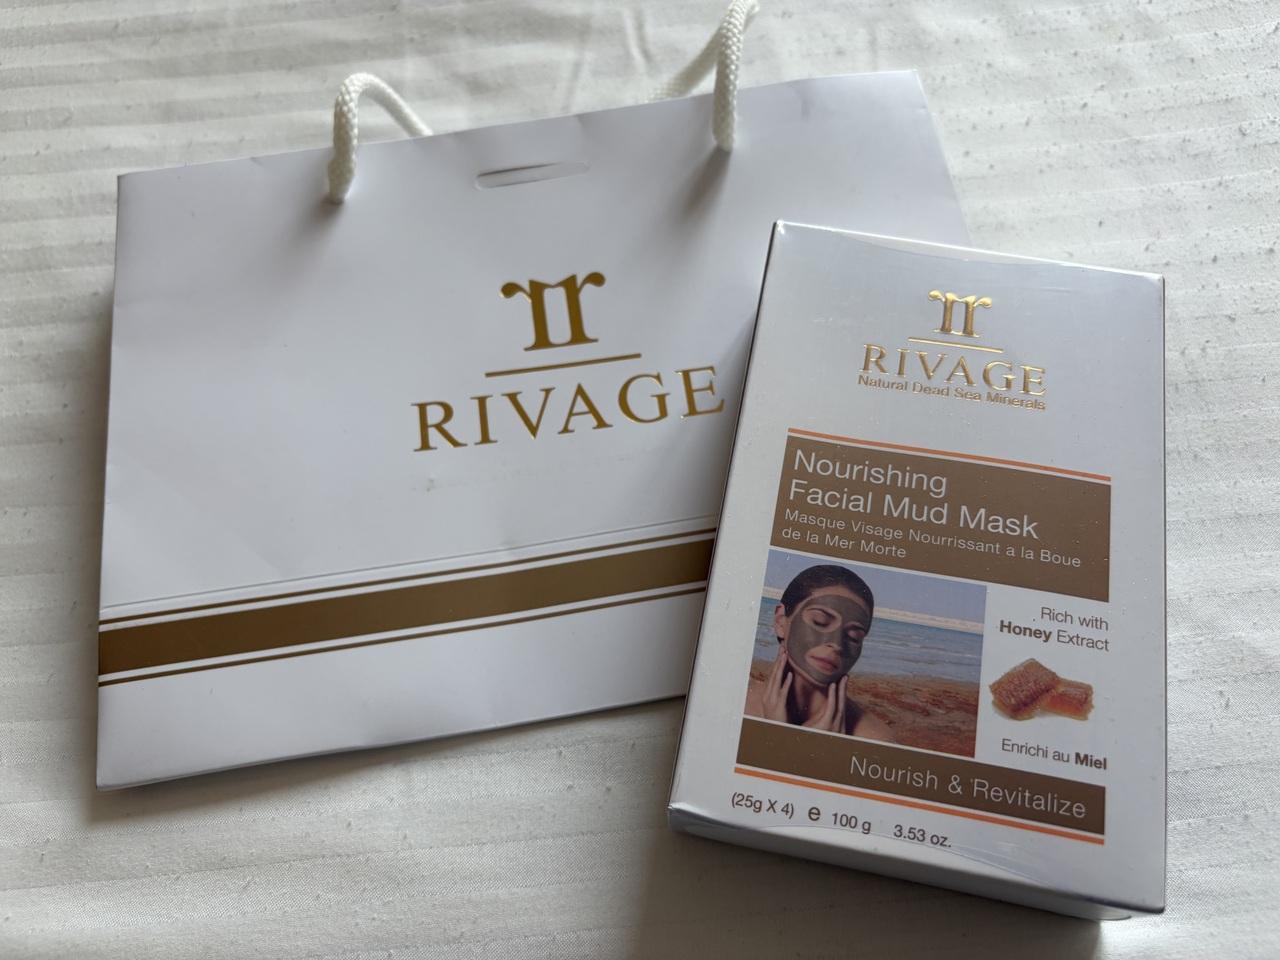 RIVAGE
RIVAGE
Natural Dead Sea Minerals
Nourishing
Facial Mud Mask
Masque Visage Nourrissant a la Boue
de la Mer Morte
Rich with
Honey Extract
Enrichi au Miel
Nourish & Revitalize
(25g X 4) e 100 g 3.53 oz.